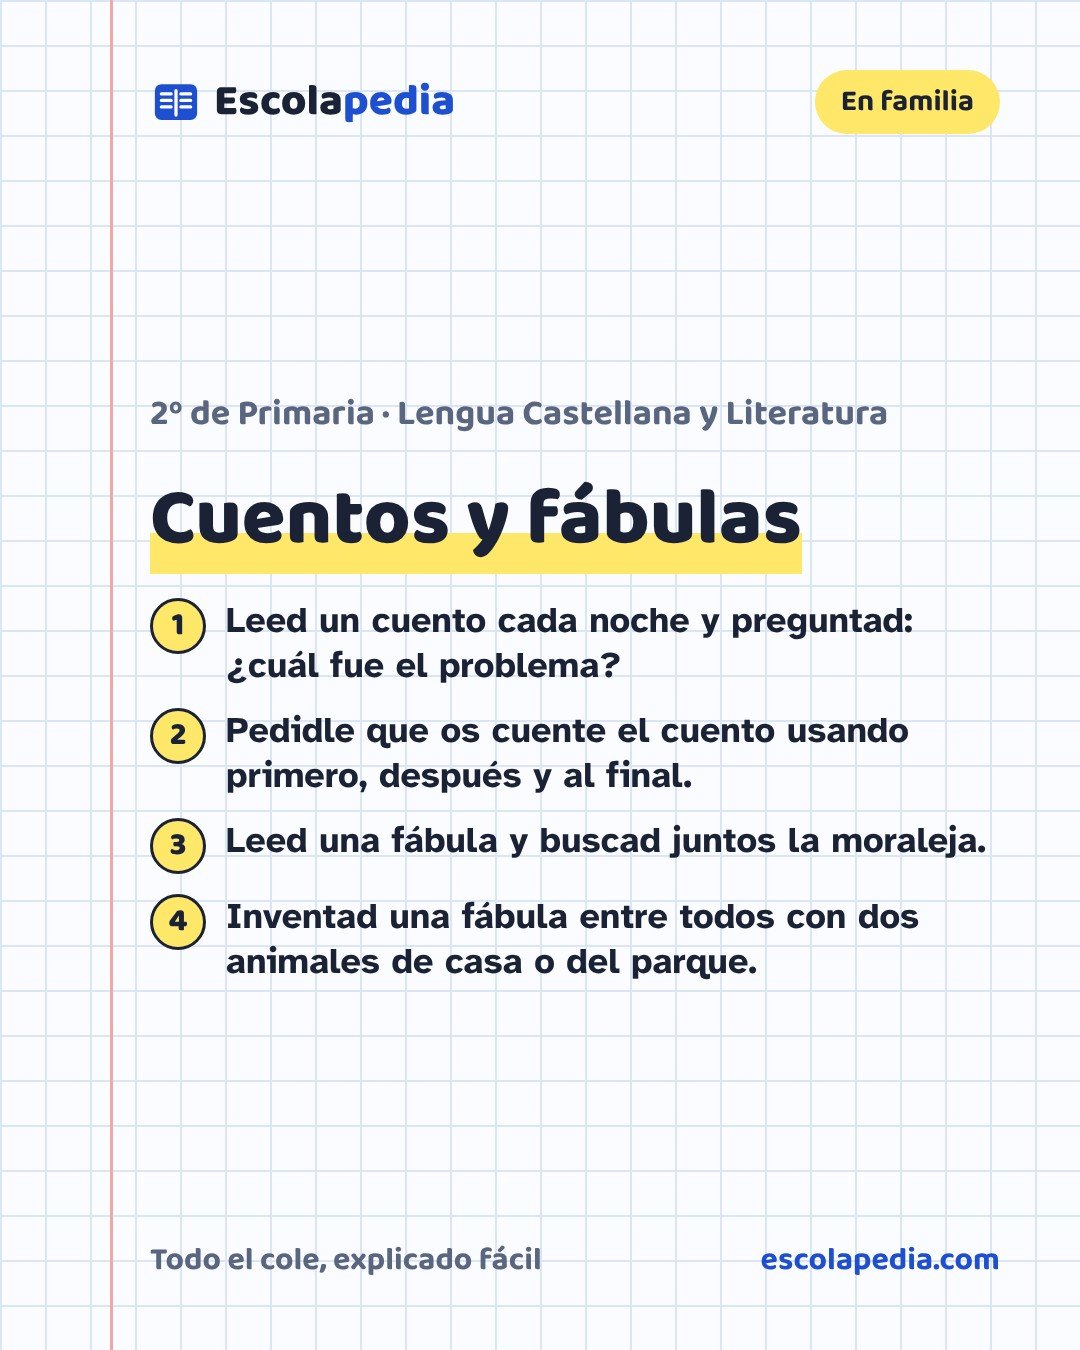 Escolapedia
En familia
2º de Primaria · Lengua Castellana y Literatura
Cuentos y fábulas
1 Leed un cuento cada noche y preguntad:
¿cuál fue el problema?
2 Pedidle que os cuente el cuento usando
primero, después y al final.
3 Leed una fábula y buscad juntos la moraleja.
4 Inventad una fábula entre todos con dos
animales de casa o del parque.
Todo el cole, explicado fácil
escolapedia.com